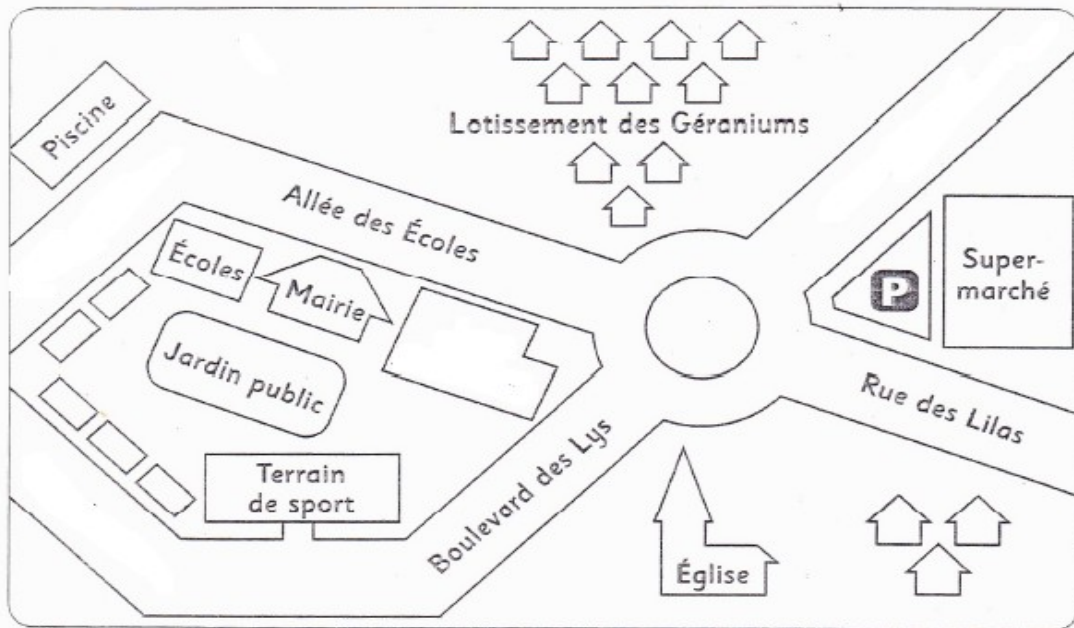 Piscine
Lotissement des Géraniums
Allée des Écoles
Écoles
Mairie
Jardin public
Super-
marché
P
Rue des Lilas
Terrain
de sport
Boulevard des Lys
Église